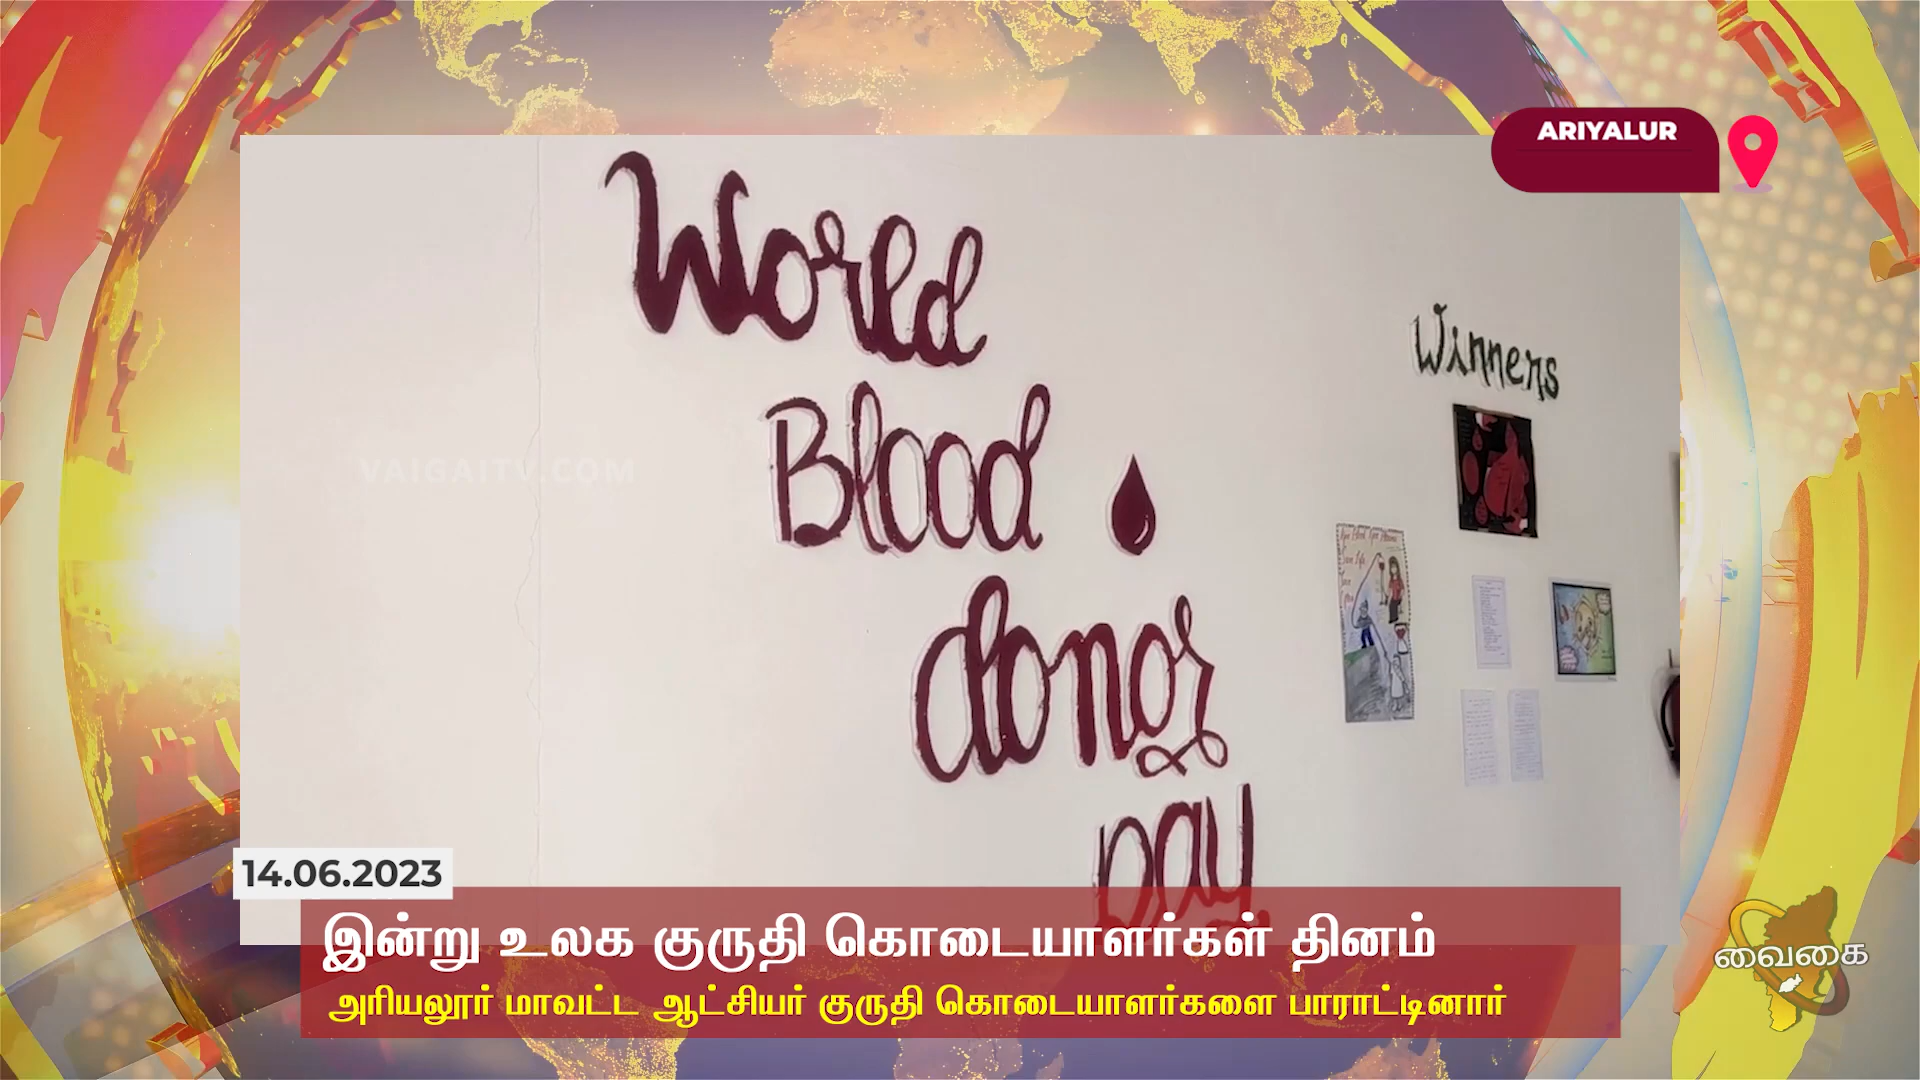 ARIYALUR
World
Blood
donor
Day
Winners
VAIGAITV.COM
14.06.2023
இன்று உலக குருதி கொடையாளர்கள் தினம்
அரியலூர் மாவட்ட ஆட்சியர் குருதி கொடையாளர்களை பாராட்டினார்
வைகை